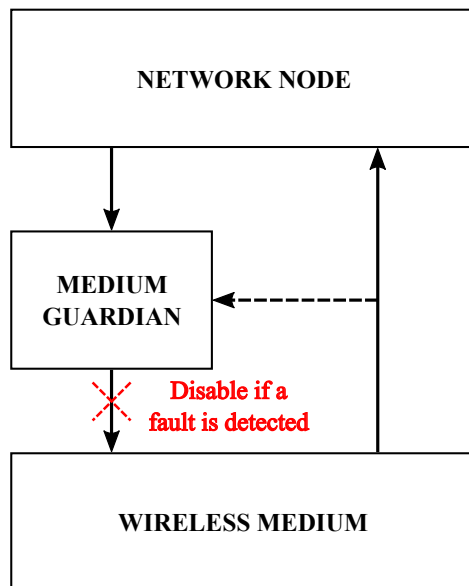 NETWORK NODE
MEDIUM
GUARDIAN
Disable if a
fault is detected
WIRELESS MEDIUM